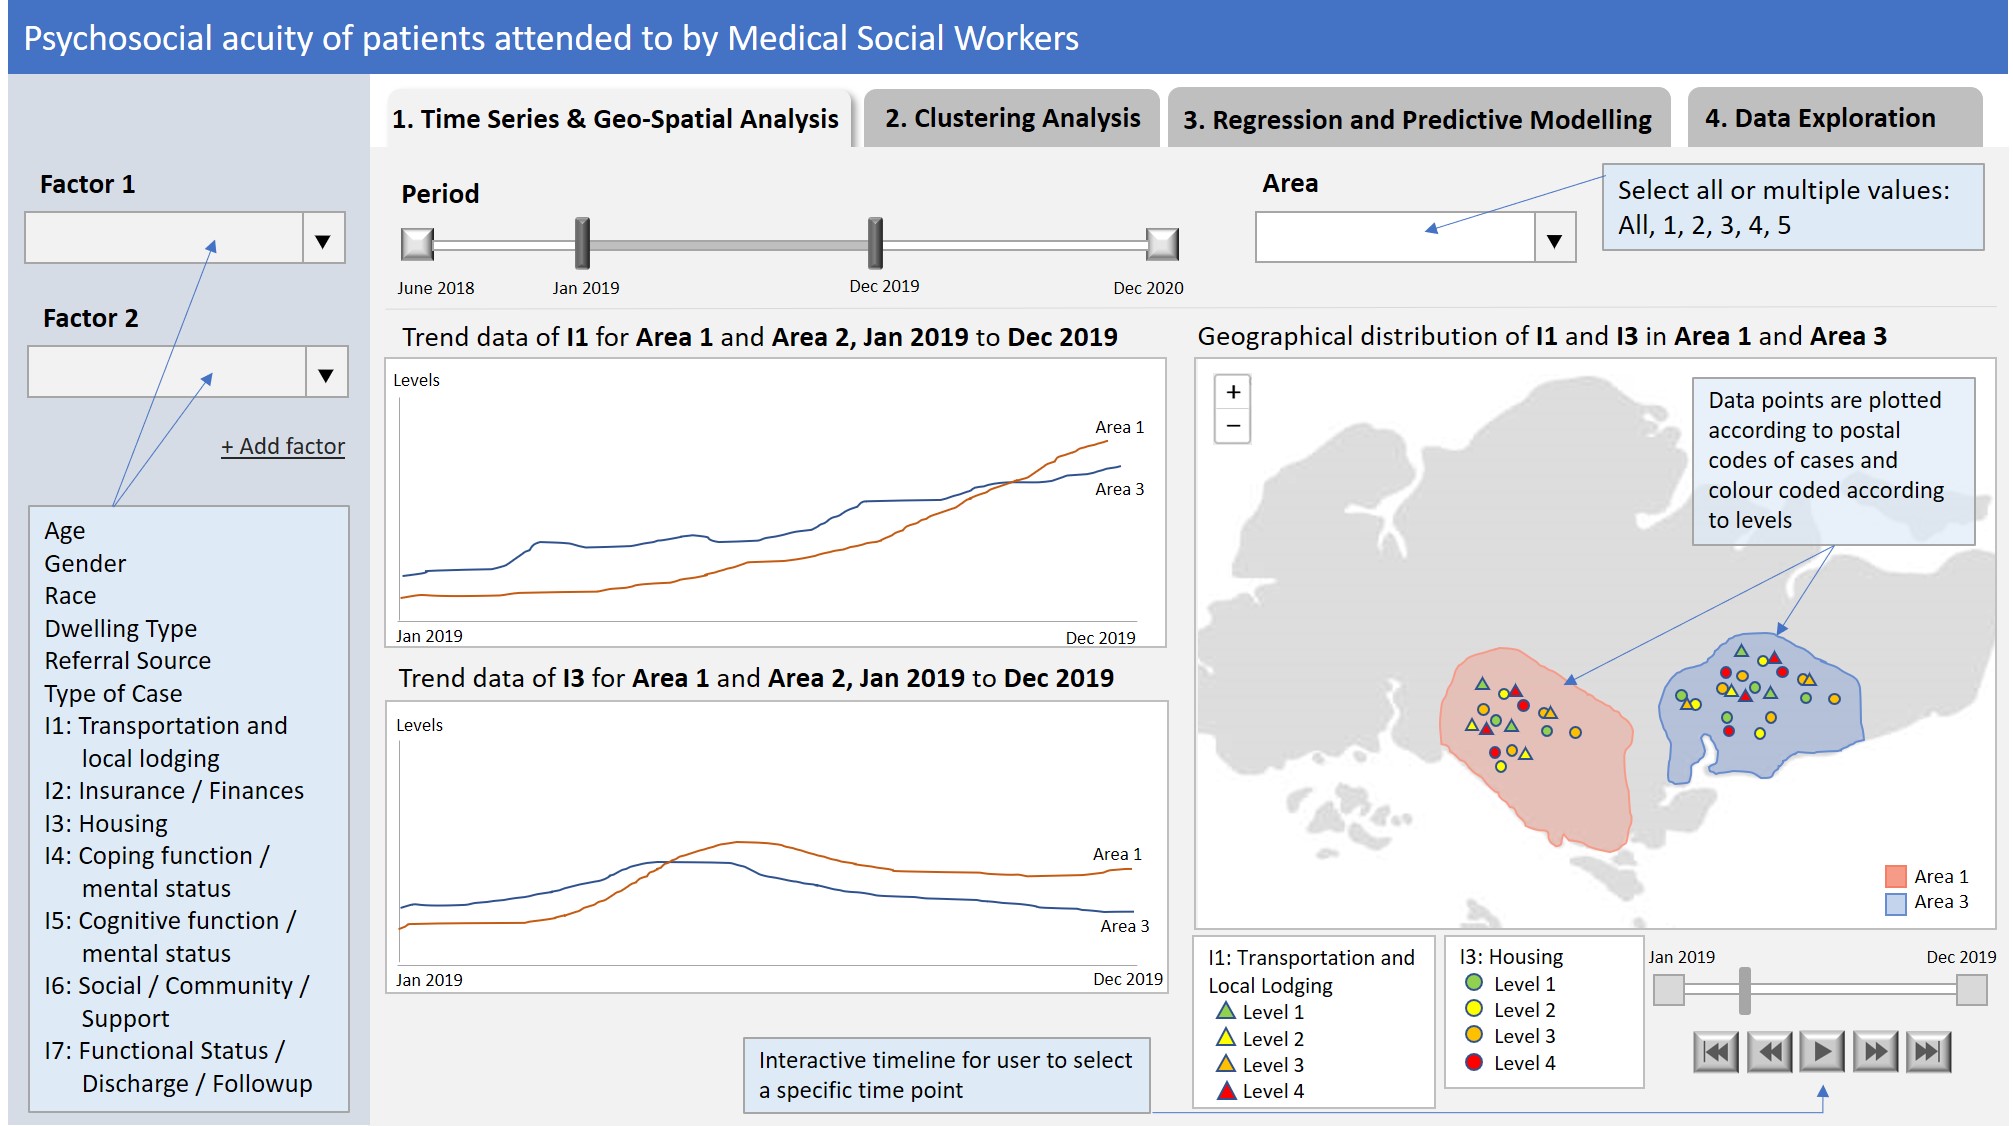 Psychosocial acuity of patients attended to by Medical Social Workers
1. Time Series & Geo-Spatial Analysis
2. Clustering Analysis
3. Regression and Predictive Modelling
4. Data Exploration
Factor 1
Factor 2
+ Add factor
Age
Gender
Race
Dwelling Type
Referral Source
Type of Case
I1: Transportation and
local lodging
I2: Insurance / Finances
I3: Housing
I4: Coping function /
mental status
I5: Cognitive function /
mental status
I6: Social / Community /
Support
I7: Functional Status /
Discharge / Followup
Period
June 2018
Jan 2019
Dec 2019
Dec 2020
Area
Select all or multiple values:
All, 1, 2, 3, 4, 5
Trend data of I1 for Area 1 and Area 2, Jan 2019 to Dec 2019
Levels
Area 1
Area 3
Jan 2019
Dec 2019
Trend data of I3 for Area 1 and Area 2, Jan 2019 to Dec 2019
Levels
Area 1
Area 3
Jan 2019
Dec 2019
Interactive timeline for user to select
a specific time point
Geographical distribution of I1 and I3 in Area 1 and Area 3
+
−
Data points are plotted
according to postal
codes of cases and
colour coded according
to levels
Area 1
Area 3
I1: Transportation and
Local Lodging
Level 1
Level 2
Level 3
Level 4
I3: Housing
Level 1
Level 2
Level 3
Level 4
Jan 2019
Dec 2019